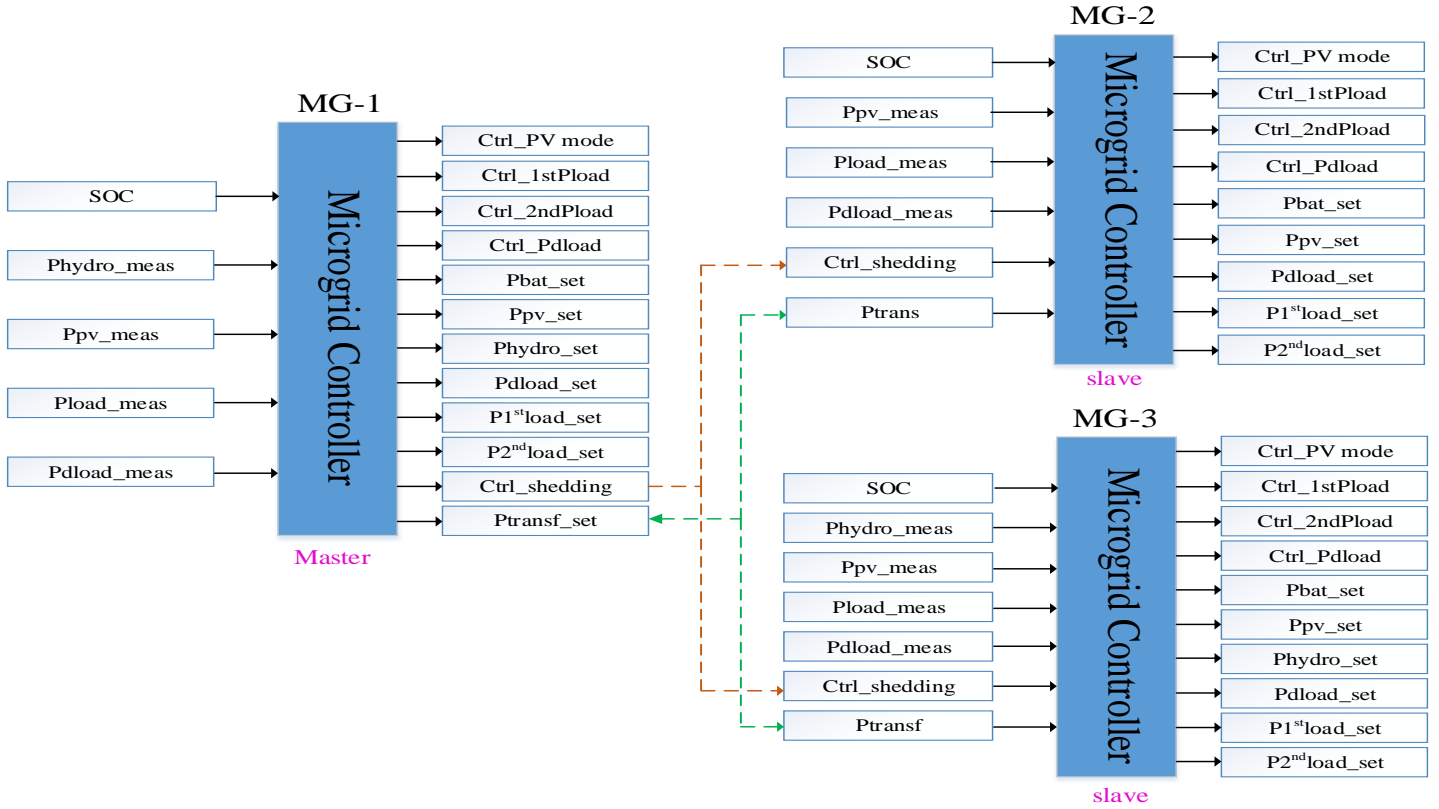 MG-1
SOC
Phydro_meas
Ppv_meas
Pload_meas
Pdload_meas
Microgrid Controller
Master
Ctrl_PV mode
Ctrl_1stPload
Ctrl_2ndPload
Ctrl_Pdload
Pbat_set
Ppv_set
Phydro_set
Pdload_set
P1stload_set
P2ndload_set
Ctrl_shedding
Ptransf_set
MG-2
SOC
Ppv_meas
Pload_meas
Pdload_meas
Ctrl_shedding
Ptrans
Microgrid Controller
slave
Ctrl_PV mode
Ctrl_1stPload
Ctrl_2ndPload
Ctrl_Pdload
Pbat_set
Ppv_set
Pdload_set
P1stload_set
P2ndload_set
MG-3
SOC
Phydro_meas
Ppv_meas
Pload_meas
Pdload_meas
Ctrl_shedding
Ptransf
Microgrid Controller
slave
Ctrl_PV mode
Ctrl_1stPload
Ctrl_2ndPload
Ctrl_Pdload
Pbat_set
Ppv_set
Phydro_set
Pdload_set
P1stload_set
P2ndload_set